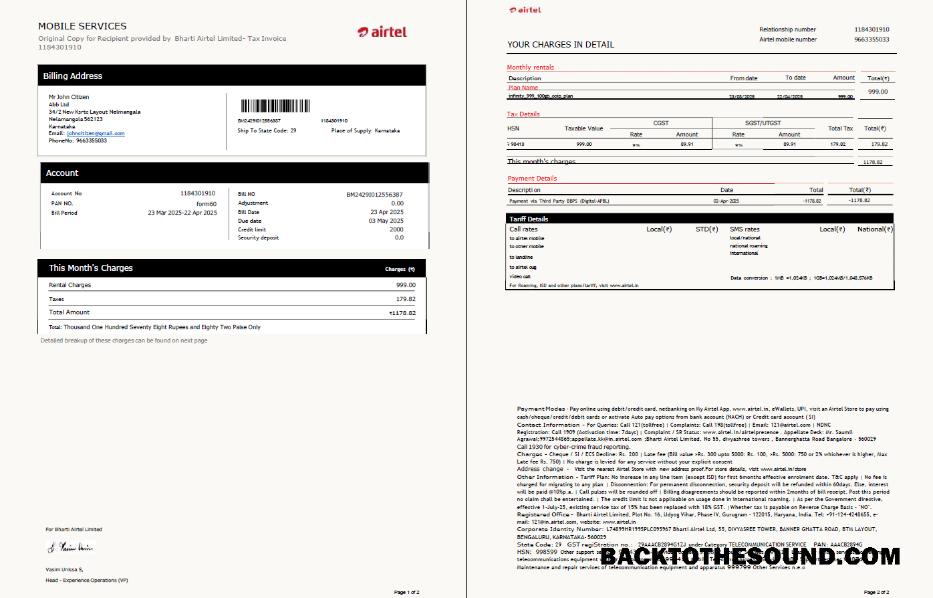 MOBILE SERVICES
Original Copy for Recipient provided by Bharti Airtel Limited- Tax Invoice
1184301910
airtel
Billing Address
Mr John Citizen
Abb Ltd
34/2 New Ksrtc Layout Nelmangala
Nelamangala 562123
Karnataka
Email: johncitizen@gmail.com
PhoneNo: 9663355033
BM2429I012556387 1184301910
Ship To State Code: 29 Place of Supply: Karnataka
Account
Account No 1184301910
PAN NO. form60
Bill Period 23 Mar 2025-22 Apr 2025
Bill NO BM2429I012556387
Adjustment 0.00
Bill Date 23 Apr 2025
Due date 03 May 2025
Credit limit 2000
Security deposit 0.0
This Month's Charges Charges (₹)
Rental Charges 999.00
Taxes 179.82
Total Amount ₹1178.82
Total: Thousand One Hundred Seventy Eight Rupees and Eighty Two Paise Only
Detailed breakup of these charges can be found on next page
For Bharti Airtel Limited
Vasim Unissa S,
Head - Experience Operations (VP)
Page 1 of 2
airtel
Relationship number 1184301910
Airtel mobile number 9663355033
YOUR CHARGES IN DETAIL
Monthly rentals
Description From date To date Amount Total(₹)
Plan Name
infinity_999_100gb_ootp_plan 23/03/2025 22/04/2025 999.00 999.00
Tax Details
HSN Taxable Value CGST SGST/UTGST Total Tax Total(₹)
Rate Amount Rate Amount
998413 999.00 9% 89.91 9% 89.91 179.82 179.82
This month's charges 1178.82
Payment Details
Description Date Total Total(₹)
Payment via Third Party BBPS (Digital-APBL) 03 Apr 2025 -1178.82 -1178.82
Tariff Details
Call rates Local(₹) STD(₹) SMS rates Local(₹) National(₹)
to airtel mobile local/national
to other mobile national roaming
to landline international
to airtel cug
video call Data conversion : 1MB =1,024KB ; 1GB=1,024MB/1,048,576KB
For Roaming, ISD and other plans/tariff, visit www.airtel.in
Payment Modes - Pay online using debit/credit card, netbanking on My Airtel App, www.airtel.in, eWallets, UPI, visit an Airtel Store to pay using
cash/cheque/credit/debit cards or activate Auto pay options from bank account (NACH) or Credit card account (SI)
Contact Information - For Queries: Call 121(tollfree) | Complaints: Call 198(tollfree) | Email: 121@airtel.com | NDNC
Registration: Call 1909 (Activation time: 7days) | Complaint / SR Status: www.airtel.in/airtelpresence . Appellate Desk: Mr. Saumil
Agrawal:9972544865:appellate.kk@in.airtel.com :Bharti Airtel Limited, No 55, divyashree towers , Bannerghatta Road Bangalore - 560029
Call 1930 for cyber-crime fraud reporting.
Charges - Cheque / SI / ECS Decline: Rs. 200 | Late fee (Bill value >Rs. 300 upto 5000: Rs. 100, >Rs. 5000: 750 or 2% whichever is higher, Max
Late fee Rs. 750) | No charge is levied for any service without your explicit consent
Address change - Visit the nearest Airtel Store with new address proof.For store details, visit www.airtel.in/store
Other Information - Tariff Plan: No increase in any line item (except ISD) for first 6months effective enrolment date. T&C apply | No fee is
charged for migrating to any plan | Disconnection: For permanent disconnection, security deposit will be refunded within 60days. Else, interest
will be paid @10%p.a. | Call pulses will be rounded off | Billing disagreements should be reported within 2months of bill receipt. Post this period
no claim shall be entertained. | The credit limit is not applicable on usage done in international roaming. | As per the Government directive,
effective 1-July25, existing service tax of 15% has been replaced with 18% GST. | Whether tax is payable on Reverse Charge Basis - "NO".
Registered Office - Bharti Airtel Limited, Plot No. 16, Udyog Vihar, Phase IV, Gurugram - 122015, Haryana, India. Tel: +91-124-4248655, e-
mail: 121@in.airtel.com, website: www.airtel.in
Corporate Identity Number: L74899HR1995PLC095967 Bharti Airtel Ltd, 55, DIVYASREE TOWER, BANNER GHATTA ROAD, BTM LAYOUT,
BENGALURU, KARNATAKA-560029
State Code: 29 GST registration no.: 29AAACB2894G1ZJ under Category TELECOMMUNICATION SERVICE PAN: AAACB2894G
HSN: 998599 Other support
telecommunications equipment
Maintenance and repair services of telecommunication equipment and apparatus 999799 Other Services n.e.c
BACKTOTHESOUND.COM
Page 2 of 2